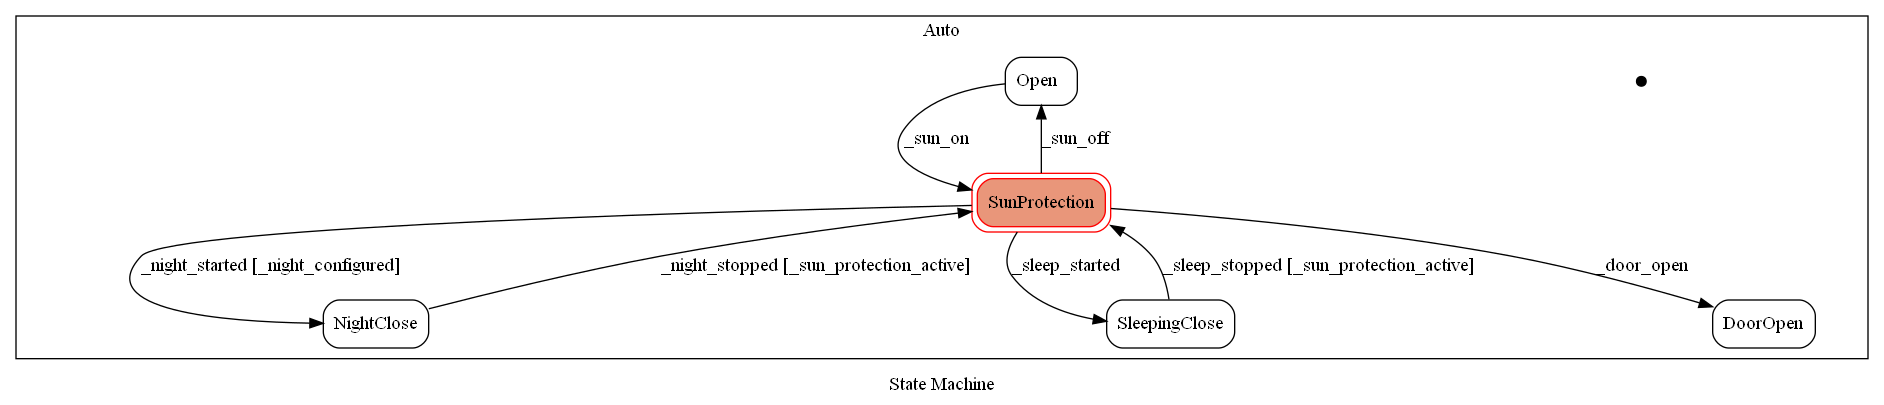 Auto
Open
_sun_on
_sun_off
SunProtection
_night_started [_night_configured]
_night_stopped [_sun_protection_active]
_sleep_started
_sleep_stopped [_sun_protection_active]
_door_open
NightClose
SleepingClose
DoorOpen
State Machine